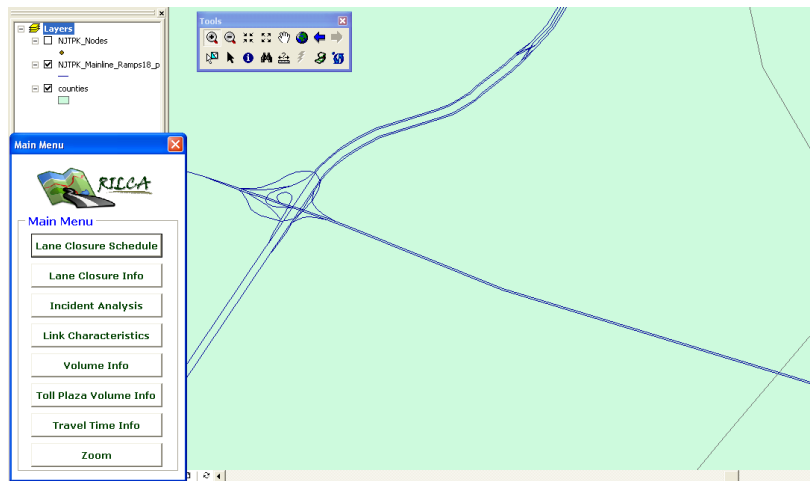 Layers
NJTPK_Nodes
NJTPK_Mainline_Ramps18_p
counties
Tools
Main Menu
RILCA
Main Menu
Lane Closure Schedule
Lane Closure Info
Incident Analysis
Link Characteristics
Volume Info
Toll Plaza Volume Info
Travel Time Info
Zoom